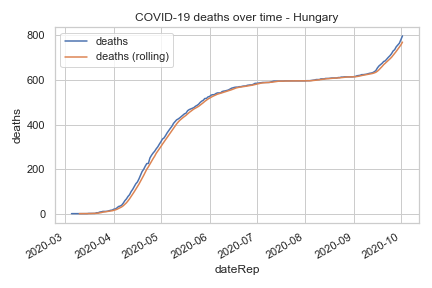 COVID-19 deaths over time - Hungary
deaths
deaths (rolling)
800
600
400
200
0
deaths
2020-03
2020-04
2020-05
2020-06
2020-07
2020-08
2020-09
2020-10
dateRep